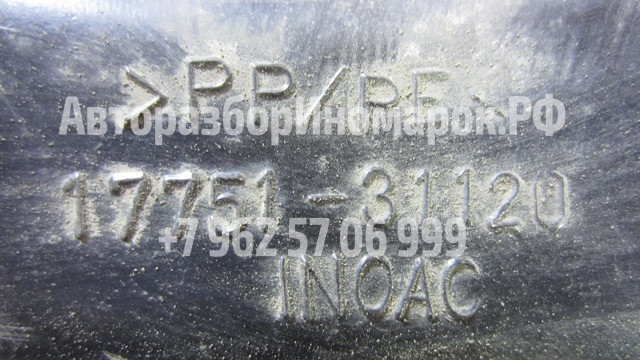 >PP/PE<
АвторазборИномарок.РФ
17751-31120
+7 962 57 06 999
INOAC